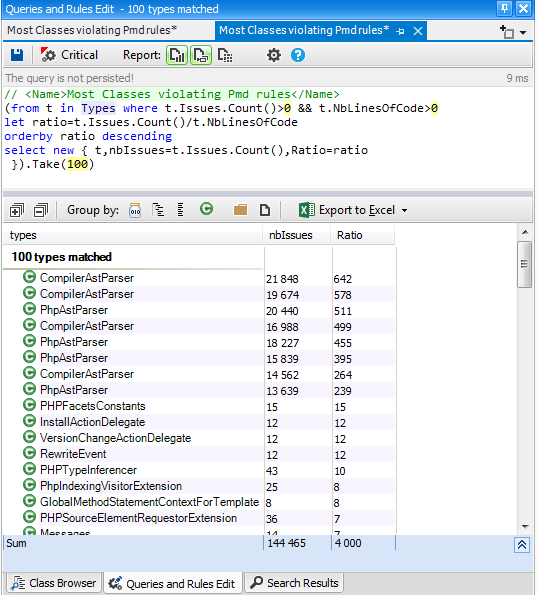 Queries and Rules Edit - 100 types matched
Most Classes violating Pmd rules* Most Classes violating Pmd rules*
Critical Report:
The query is not persisted! 9 ms
// <Name>Most Classes violating Pmd rules</Name>
(from t in Types where t.Issues.Count()>0 && t.NbLinesOfCode>0
let ratio=t.Issues.Count()/t.NbLinesOfCode
orderby ratio descending
select new { t,nbIssues=t.Issues.Count(),Ratio=ratio
}).Take(100)
Group by: Export to Excel
types nbIssues Ratio
100 types matched
CompilerAstParser 21 848 642
CompilerAstParser 19 674 578
PhpAstParser 20 440 511
CompilerAstParser 16 988 499
PhpAstParser 18 227 455
PhpAstParser 15 839 395
CompilerAstParser 14 562 264
PhpAstParser 13 639 239
PHPFacetsConstants 15 15
InstallActionDelegate 12 12
VersionChangeActionDelegate 12 12
RewriteEvent 12 12
PHPTypeInferencer 43 10
PhpIndexingVisitorExtension 25 8
GlobalMethodStatementContextForTemplate 8 8
PHPSourceElementRequestorExtension 36 7
Messages 14 7
Sum 144 465 4 000
Class Browser Queries and Rules Edit Search Results